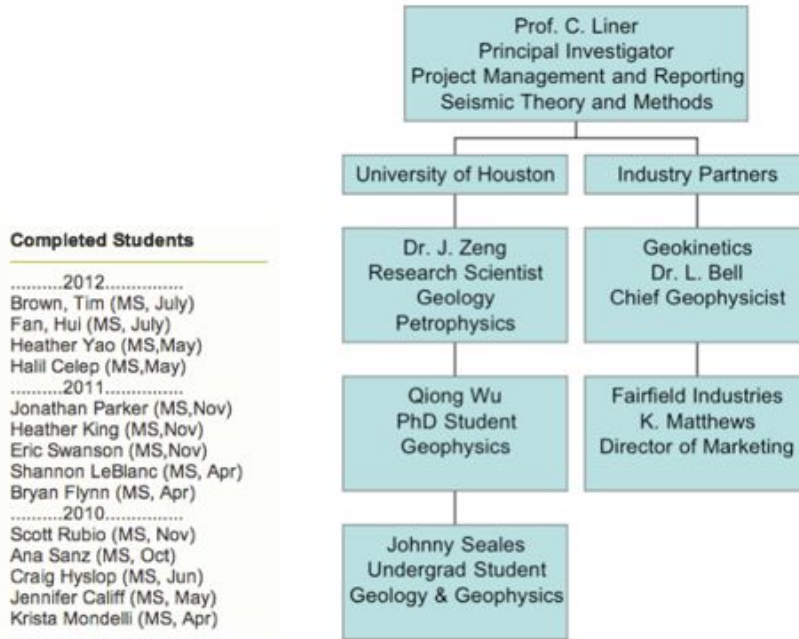 Prof. C. Liner
Principal Investigator
Project Management and Reporting
Seismic Theory and Methods
University of Houston
Industry Partners
Dr. J. Zeng
Research Scientist
Geology
Petrophysics
Geokinetics
Dr. L. Bell
Chief Geophysicist
Qiong Wu
PhD Student
Geophysics
Fairfield Industries
K. Matthews
Director of Marketing
Johnny Seales
Undergrad Student
Geology & Geophysics
Completed Students
..........2012...............
Brown, Tim (MS, July)
Fan, Hui (MS, July)
Heather Yao (MS,May)
Halil Celep (MS,May)
..........2011...............
Jonathan Parker (MS,Nov)
Heather King (MS,Nov)
Eric Swanson (MS,Nov)
Shannon LeBlanc (MS, Apr)
Bryan Flynn (MS, Apr)
..........2010...............
Scott Rubio (MS, Nov)
Ana Sanz (MS, Oct)
Craig Hyslop (MS, Jun)
Jennifer Califf (MS, May)
Krista Mondelli (MS, Apr)